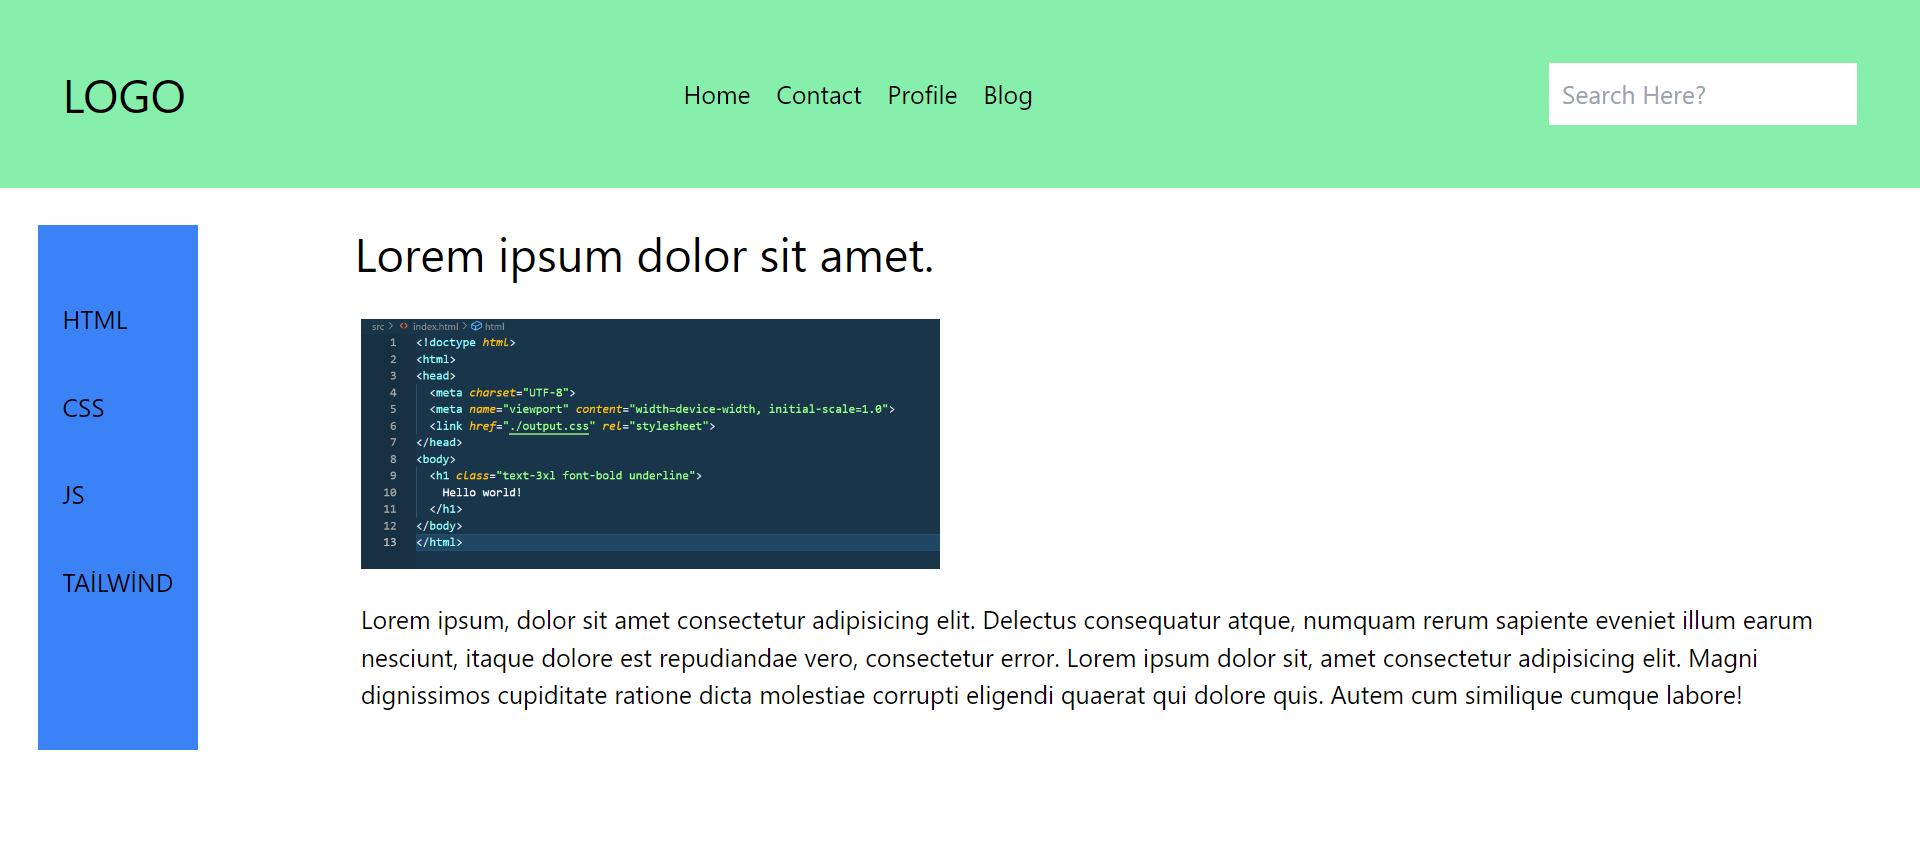 LOGO
Home Contact Profile Blog
Search Here?
HTML
CSS
JS
TAİLWİND
Lorem ipsum dolor sit amet.
src > <> index.html > html
1 <!doctype html>
2 <html>
3 <head>
4 <meta charset="UTF-8">
5 <meta name="viewport" content="width=device-width, initial-scale=1.0">
6 <link href="./output.css" rel="stylesheet">
7 </head>
8 <body>
9 <h1 class="text-3xl font-bold underline">
10 Hello world!
11 </h1>
12 </body>
13 </html>
Lorem ipsum, dolor sit amet consectetur adipisicing elit. Delectus consequatur atque, numquam rerum sapiente eveniet illum earum
nesciunt, itaque dolore est repudiandae vero, consectetur error. Lorem ipsum dolor sit, amet consectetur adipisicing elit. Magni
dignissimos cupiditate ratione dicta molestiae corrupti eligendi quaerat qui dolore quis. Autem cum similique cumque labore!